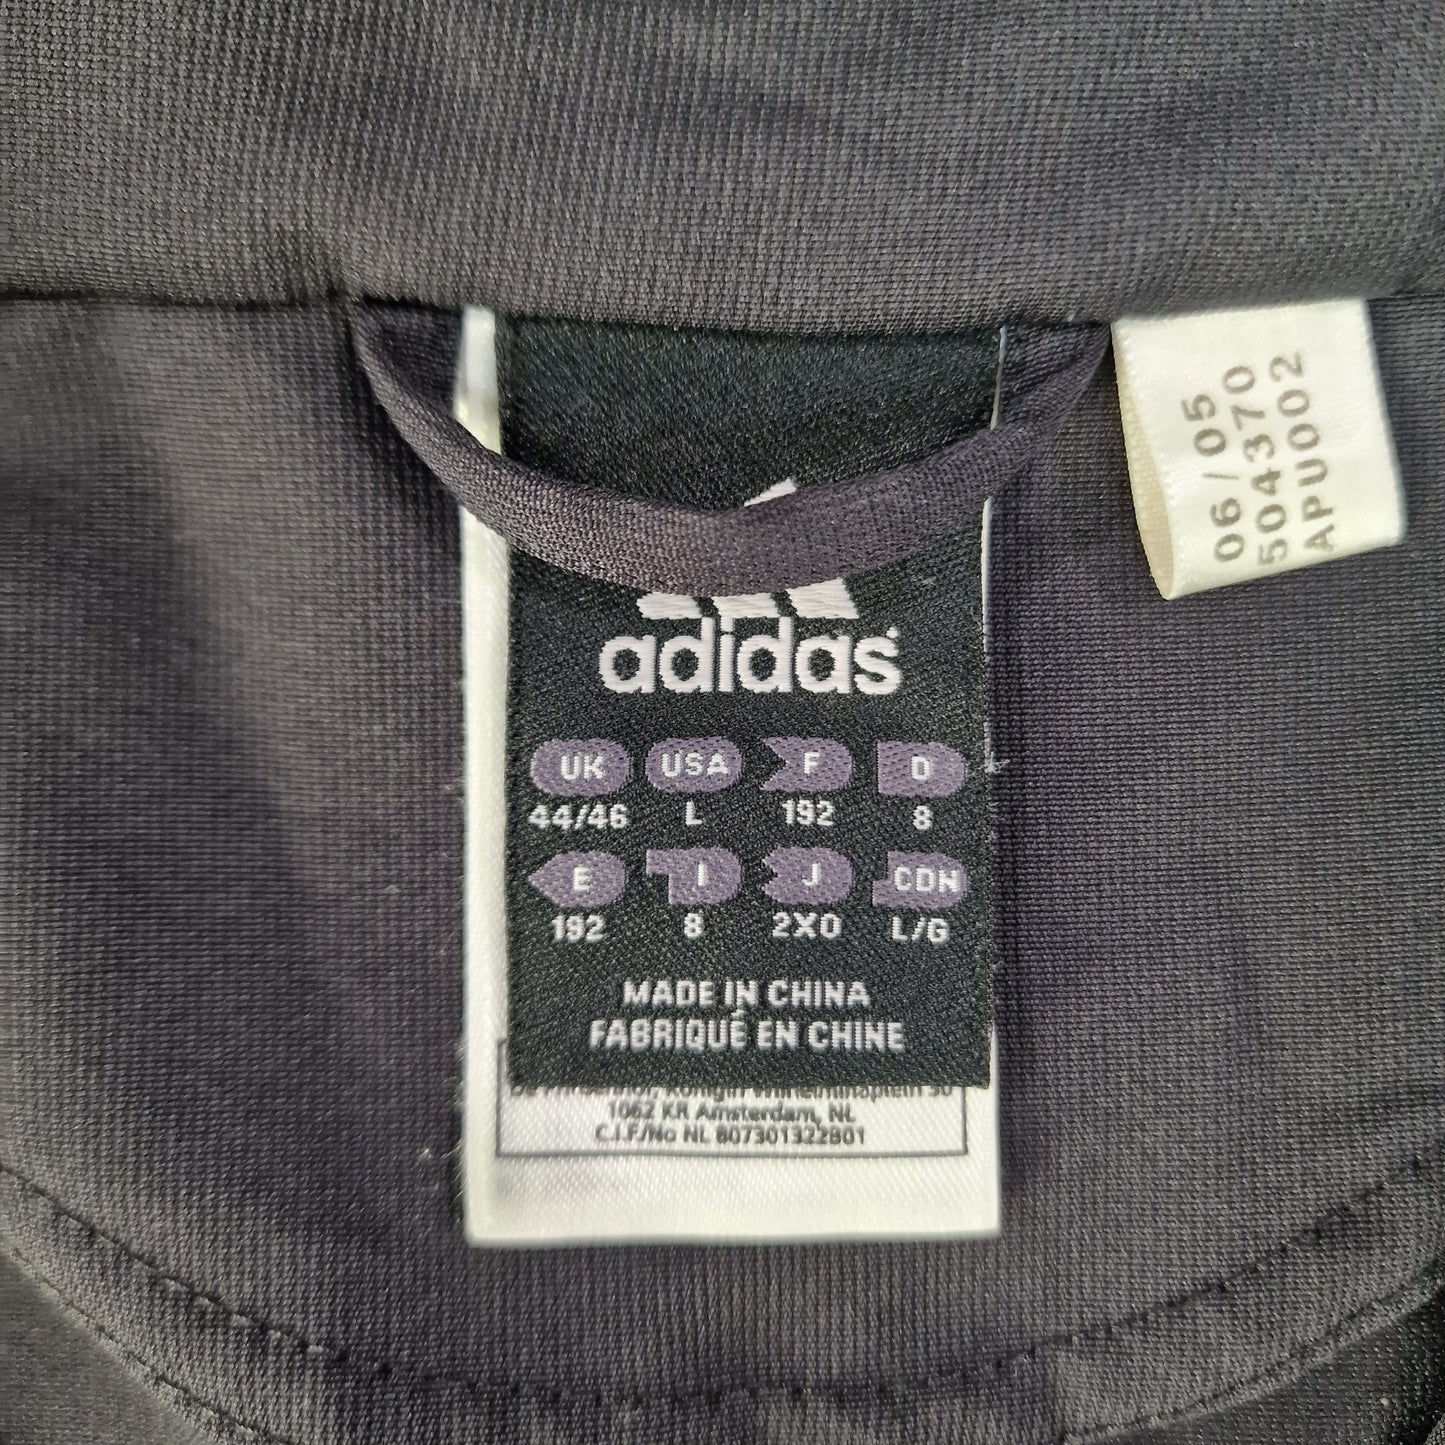 adidas
UK USA F D
44/46 L 192 8
E I J CDN
192 8 2XO L/G
MADE IN CHINA
FABRIQUÉ EN CHINE
1062 KR Amsterdam, NL
C.I.F/No NL 807301322B01
06/05
504370
APU002